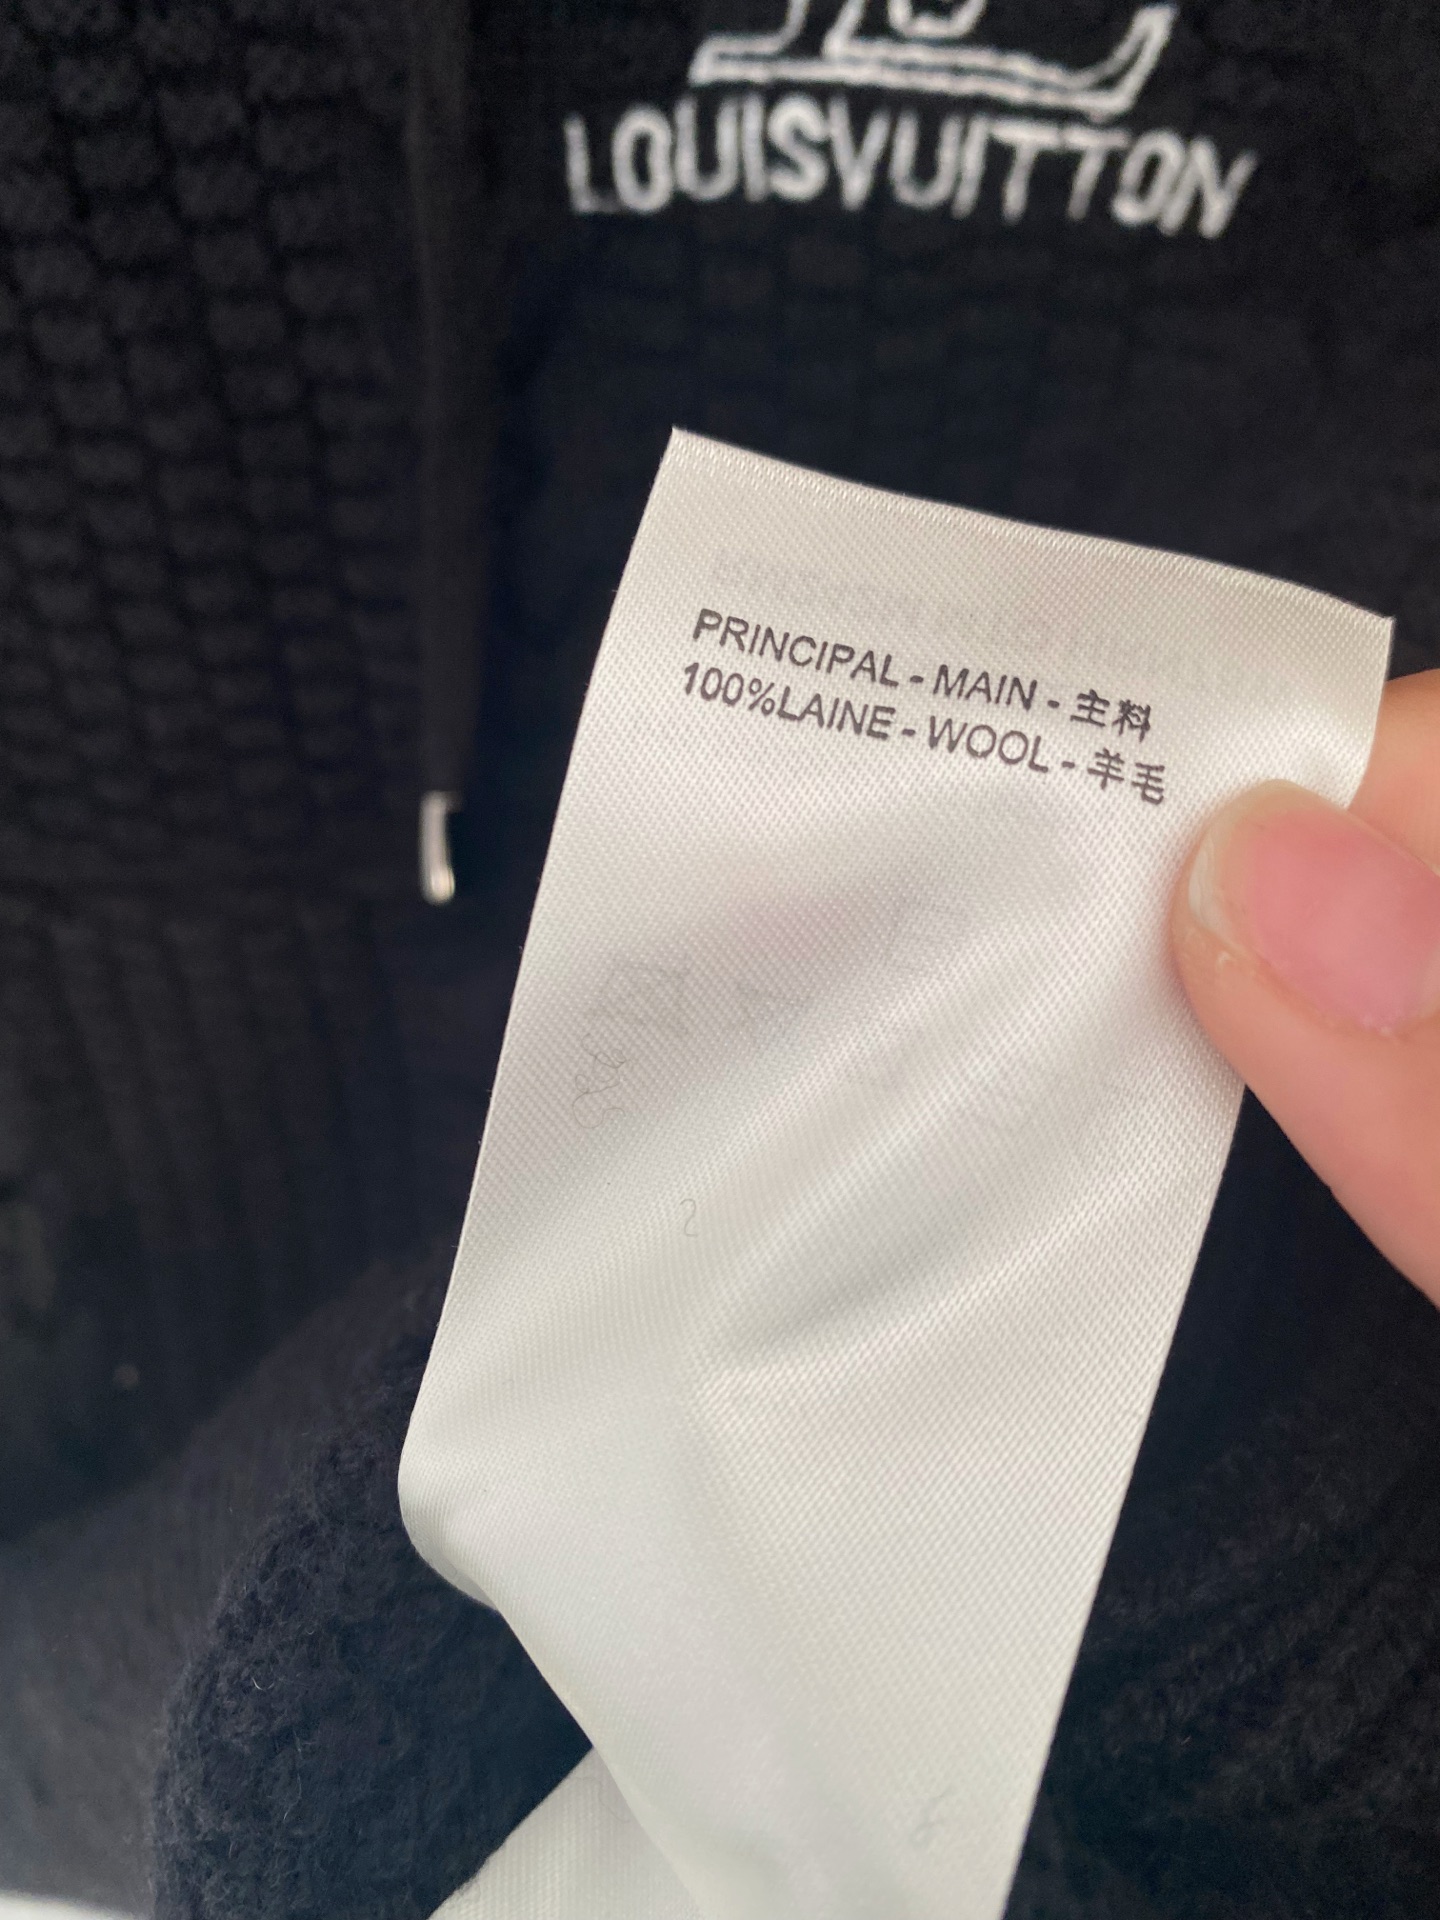 LOUISVUITTON
PRINCIPAL - MAIN - 主料
100%LAINE - WOOL - 羊毛